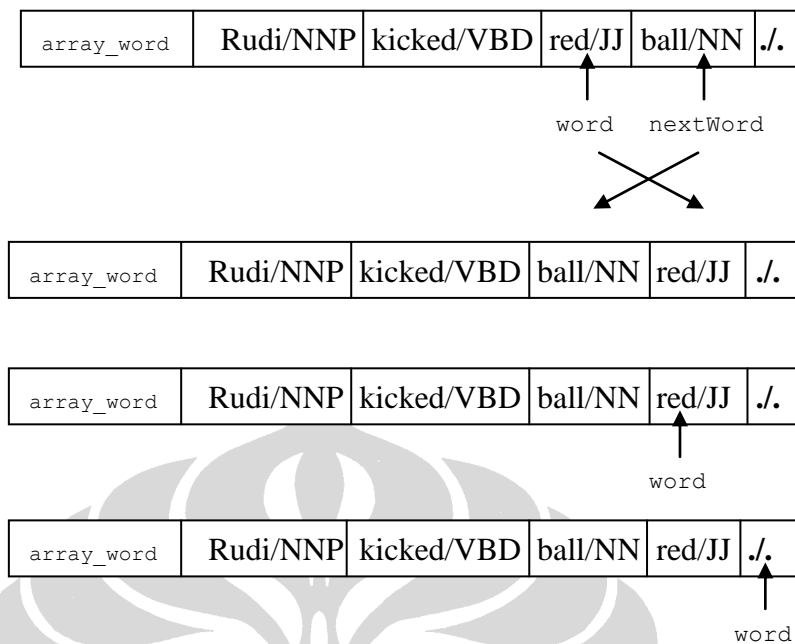 array_word Rudi/NNP kicked/VBD red/JJ ball/NN ./.
word nextWord
array_word Rudi/NNP kicked/VBD ball/NN red/JJ ./.
array_word Rudi/NNP kicked/VBD ball/NN red/JJ ./.
word
array_word Rudi/NNP kicked/VBD ball/NN red/JJ ./.
word